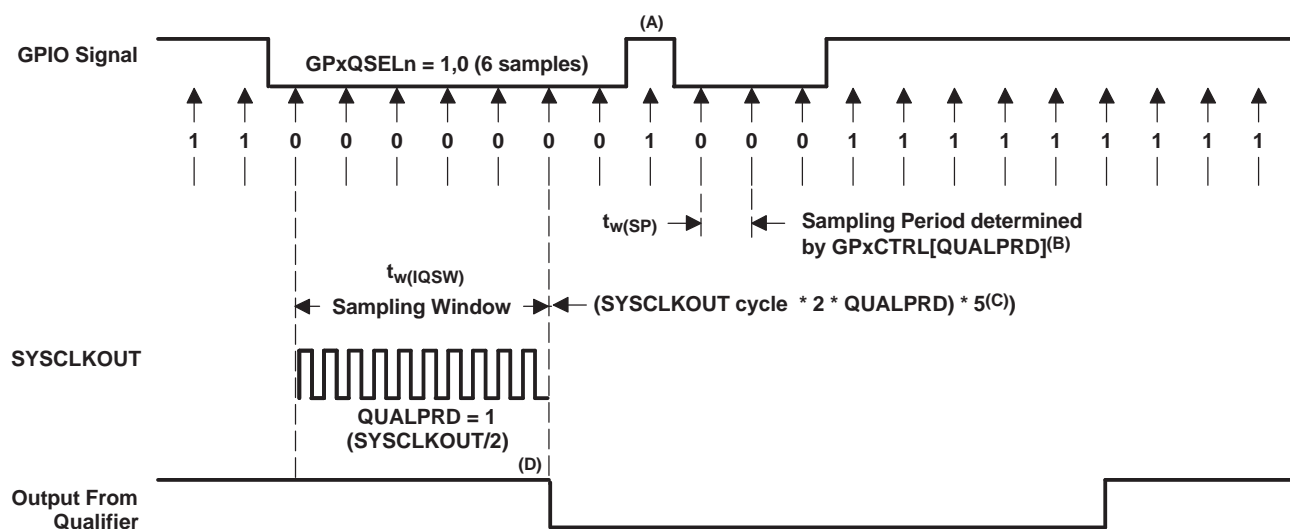 (A)
GPIO Signal
GPxQSELn = 1,0 (6 samples)
1 1 0 0 0 0 0 0 0 1 0 0 0 1 1 1 1 1 1 1 1 1
tw(SP)
Sampling Period determined
by GPxCTRL[QUALPRD](B)
tw(IQSW)
Sampling Window
(SYSCLKOUT cycle * 2 * QUALPRD) * 5(C))
SYSCLKOUT
QUALPRD = 1
(SYSCLKOUT/2)
(D)
Output From
Qualifier